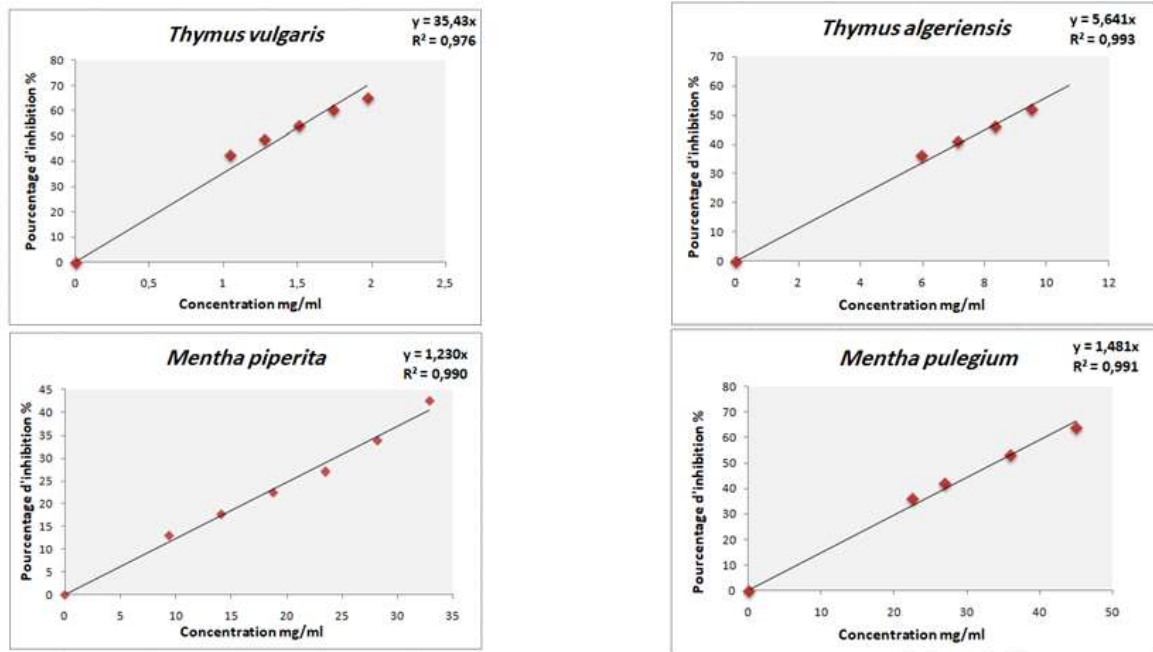 Thymus vulgaris
y = 35,43x
R² = 0,976
Pourcentage d'inhibition %
80
70
60
50
40
30
20
10
0
0 0,5 1 1,5 2 2,5
Concentration mg/ml
Thymus algeriensis
y = 5,641x
R² = 0,993
Pourcentage d'inhibition %
70
60
50
40
30
20
10
0
0 2 4 6 8 10 12
Concentration mg/ml
Mentha piperita
y = 1,230x
R² = 0,990
Pourcentage d'inhibition %
45
40
35
30
25
20
15
10
5
0
0 5 10 15 20 25 30 35
Concentration mg/ml
Mentha pulegium
y = 1,481x
R² = 0,991
Pourcentage d'inhibition %
80
70
60
50
40
30
20
10
0
0 10 20 30 40 50
Concentration mg/ml